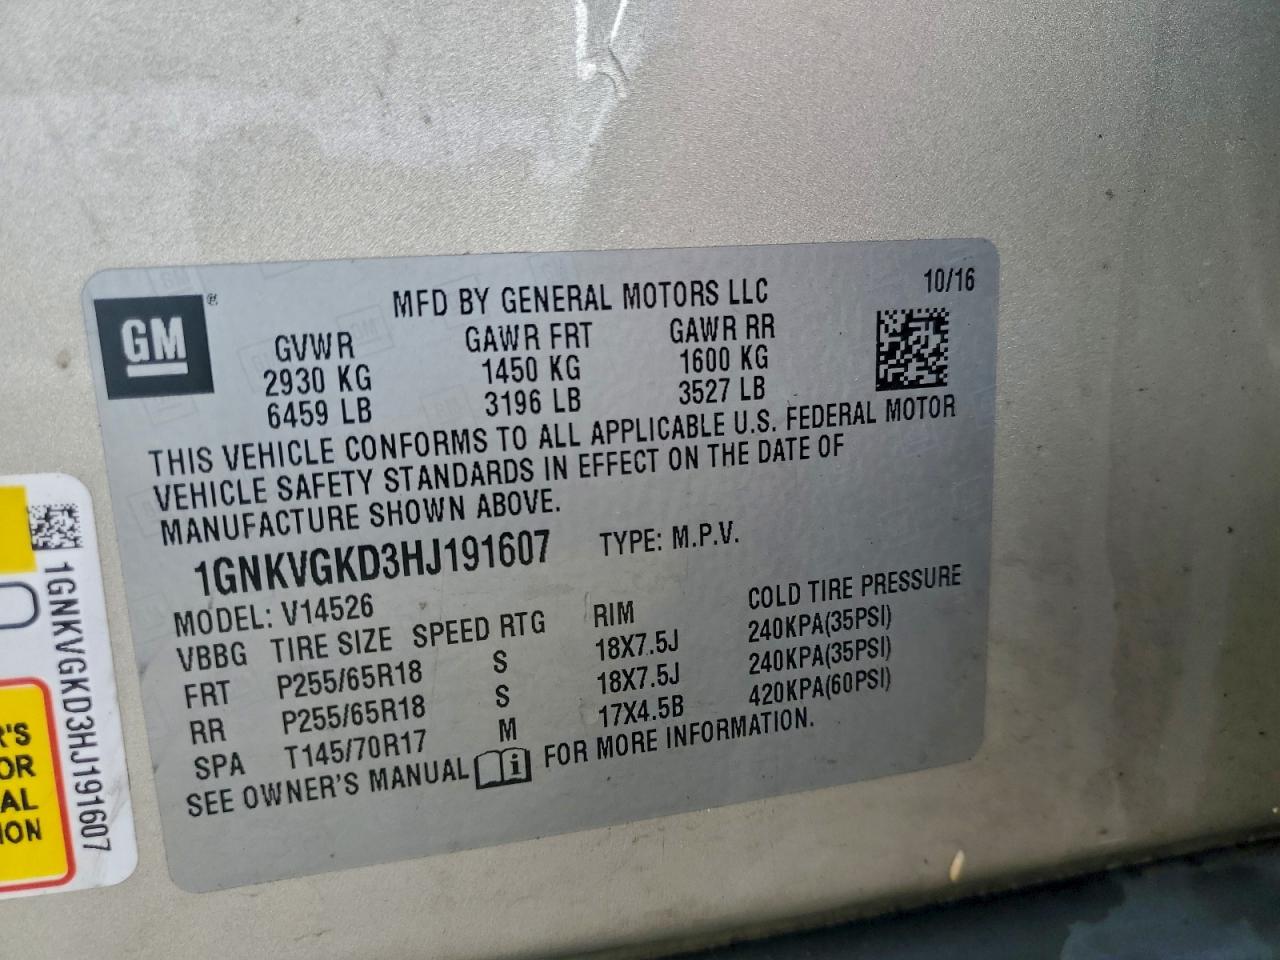 GM ®
MFD BY GENERAL MOTORS LLC 10/16
GVWR GAWR FRT GAWR RR
2930 KG 1450 KG 1600 KG
6459 LB 3196 LB 3527 LB
THIS VEHICLE CONFORMS TO ALL APPLICABLE U.S. FEDERAL MOTOR
VEHICLE SAFETY STANDARDS IN EFFECT ON THE DATE OF
MANUFACTURE SHOWN ABOVE.
1GNKVGKD3HJ191607 TYPE: M.P.V.
MODEL: V14526
VBBG TIRE SIZE SPEED RTG RIM COLD TIRE PRESSURE
FRT P255/65R18 S 18X7.5J 240KPA(35PSI)
RR P255/65R18 S 18X7.5J 240KPA(35PSI)
SPA T145/70R17 M 17X4.5B 420KPA(60PSI)
SEE OWNER'S MANUAL i FOR MORE INFORMATION.
1GNKVGKD3HJ191607
R'S
OR
AL
ION